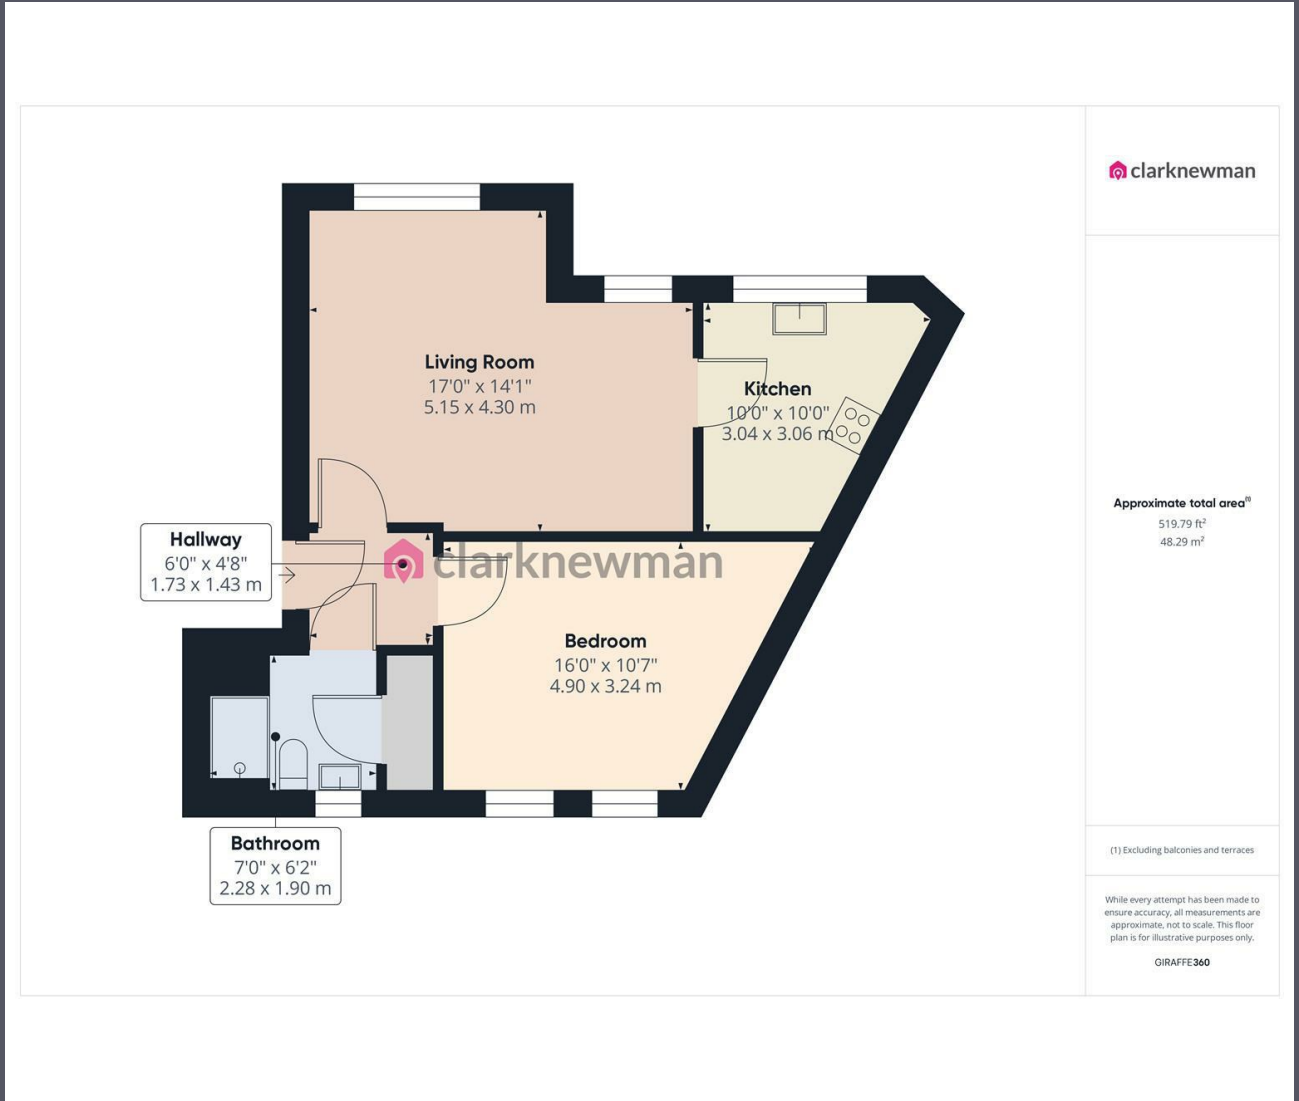 clarknewman
Living Room
17'0" x 14'1"
5.15 x 4.30 m
Kitchen
10'0" x 10'0"
3.04 x 3.06 m
Hallway
6'0" x 4'8"
1.73 x 1.43 m
clarknewman
Bedroom
16'0" x 10'7"
4.90 x 3.24 m
Bathroom
7'0" x 6'2"
2.28 x 1.90 m
Approximate total area(1)
519.79 ft²
48.29 m²
(1) Excluding balconies and terraces
While every attempt has been made to
ensure accuracy, all measurements are
approximate, not to scale. This floor
plan is for illustrative purposes only.
GIRAFFE360